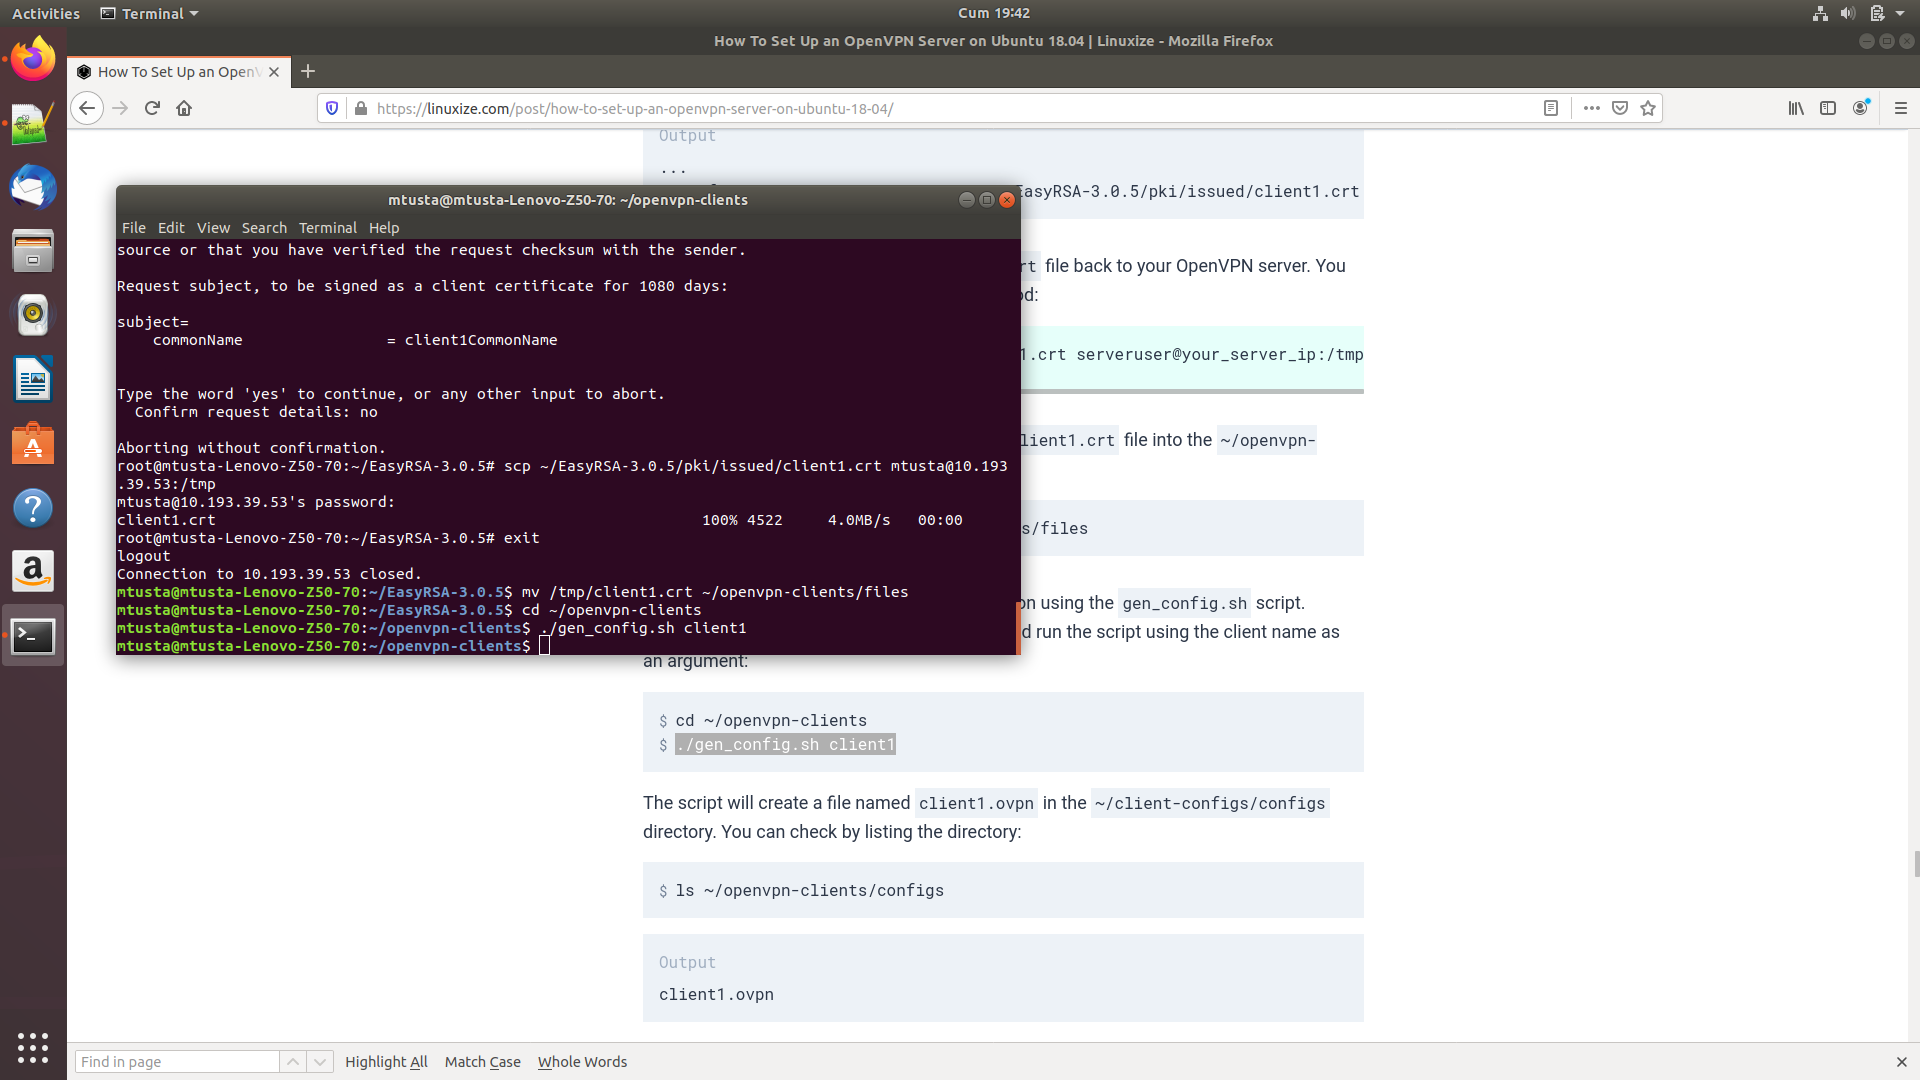 Activities
Terminal
Cum 19:42
How To Set Up an OpenVPN Server on Ubuntu 18.04 | Linuxize - Mozilla Firefox
How To Set Up an OpenV
https://linuxize.com/post/how-to-set-up-an-openvpn-server-on-ubuntu-18-04/
Output
...
EasyRSA-3.0.5/pki/issued/client1.crt
rt file back to your OpenVPN server. You
od:
1.crt serveruser@your_server_ip:/tmp
lient1.crt file into the ~/openvpn-
s/files
on using the gen_config.sh script.
d run the script using the client name as
an argument:
mtusta@mtusta-Lenovo-Z50-70: ~/openvpn-clients
File Edit View Search Terminal Help
source or that you have verified the request checksum with the sender.
Request subject, to be signed as a client certificate for 1080 days:
subject=
commonName = client1CommonName
Type the word 'yes' to continue, or any other input to abort.
Confirm request details: no
Aborting without confirmation.
root@mtusta-Lenovo-Z50-70:~/EasyRSA-3.0.5# scp ~/EasyRSA-3.0.5/pki/issued/client1.crt mtusta@10.193
.39.53:/tmp
mtusta@10.193.39.53's password:
client1.crt 100% 4522 4.0MB/s 00:00
root@mtusta-Lenovo-Z50-70:~/EasyRSA-3.0.5# exit
logout
Connection to 10.193.39.53 closed.
mtusta@mtusta-Lenovo-Z50-70:~/EasyRSA-3.0.5$ mv /tmp/client1.crt ~/openvpn-clients/files
mtusta@mtusta-Lenovo-Z50-70:~/EasyRSA-3.0.5$ cd ~/openvpn-clients
mtusta@mtusta-Lenovo-Z50-70:~/openvpn-clients$ ./gen_config.sh client1
mtusta@mtusta-Lenovo-Z50-70:~/openvpn-clients$
$ cd ~/openvpn-clients
$ ./gen_config.sh client1
The script will create a file named client1.ovpn in the ~/client-configs/configs
directory. You can check by listing the directory:
$ ls ~/openvpn-clients/configs
Output
client1.ovpn
Find in page
Highlight All
Match Case
Whole Words